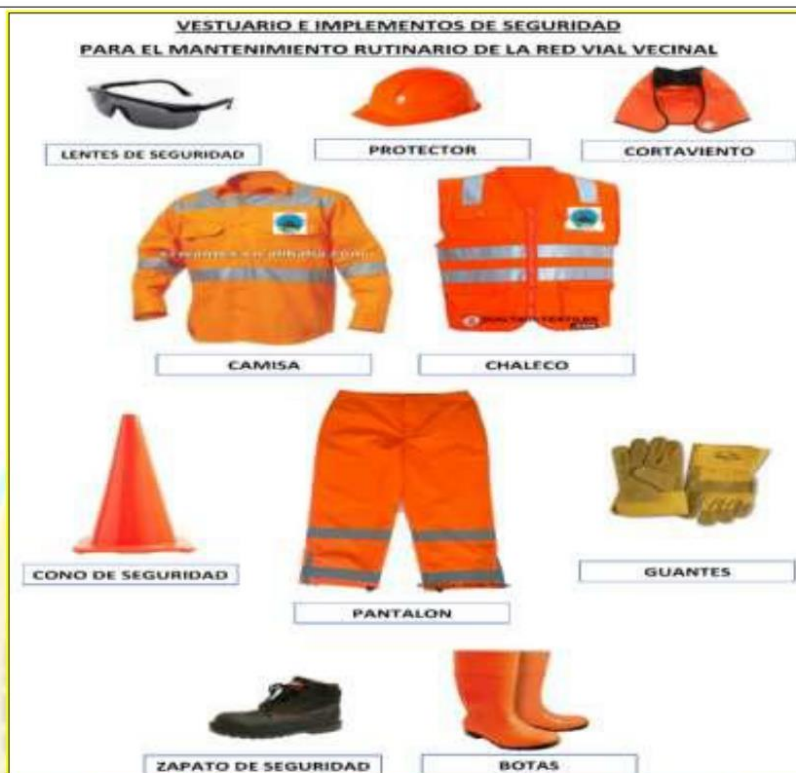 VESTUARiO E IMPLEMENTOS DE SEGURIDAD
PARA EL MANTENIMIENTO RUTINARIO DE LA RED VIAL VECINAL
LENTES DE SEGURIDAD
PROTECTOR
CORTAVIENTO
CAMISA
CHALECO
CONO DE SEGURIDAD
PANTALON
GUANTES
ZAPATO DE SEGURIDAD
BOTAS